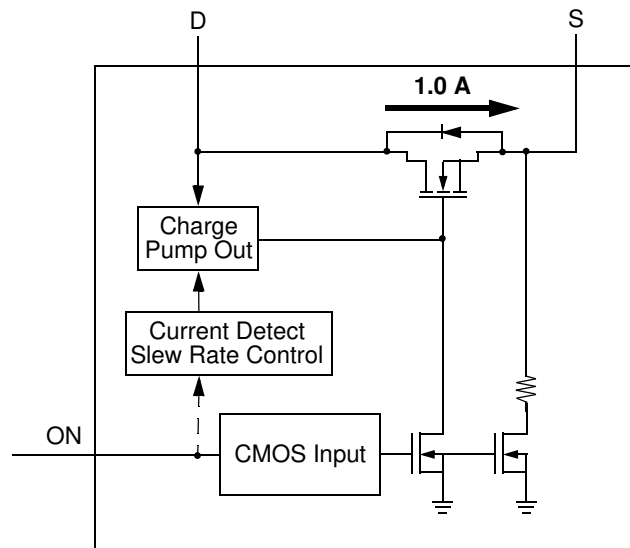 D
S
1.0 A
Charge
Pump Out
Current Detect
Slew Rate Control
ON
CMOS Input